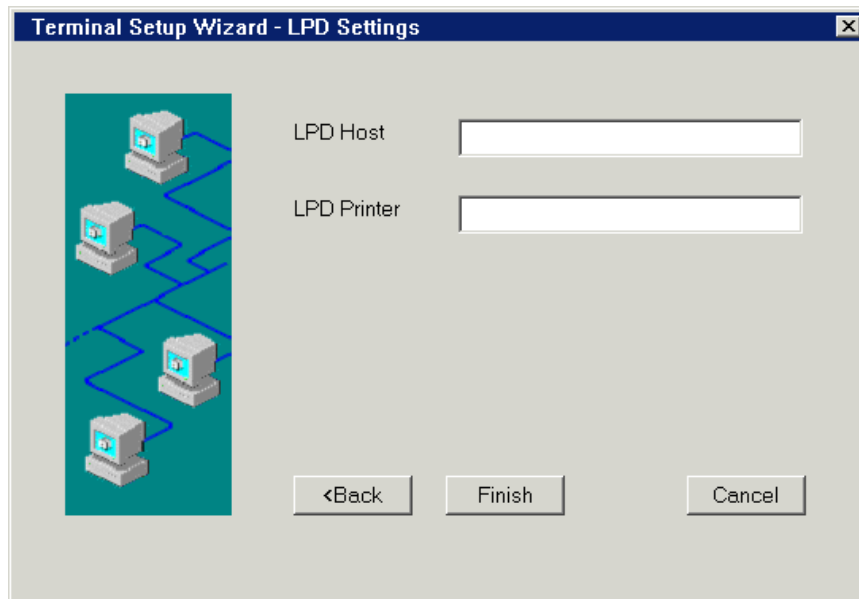 Terminal Setup Wizard - LPD Settings
LPD Host
LPD Printer
<Back
Finish
Cancel